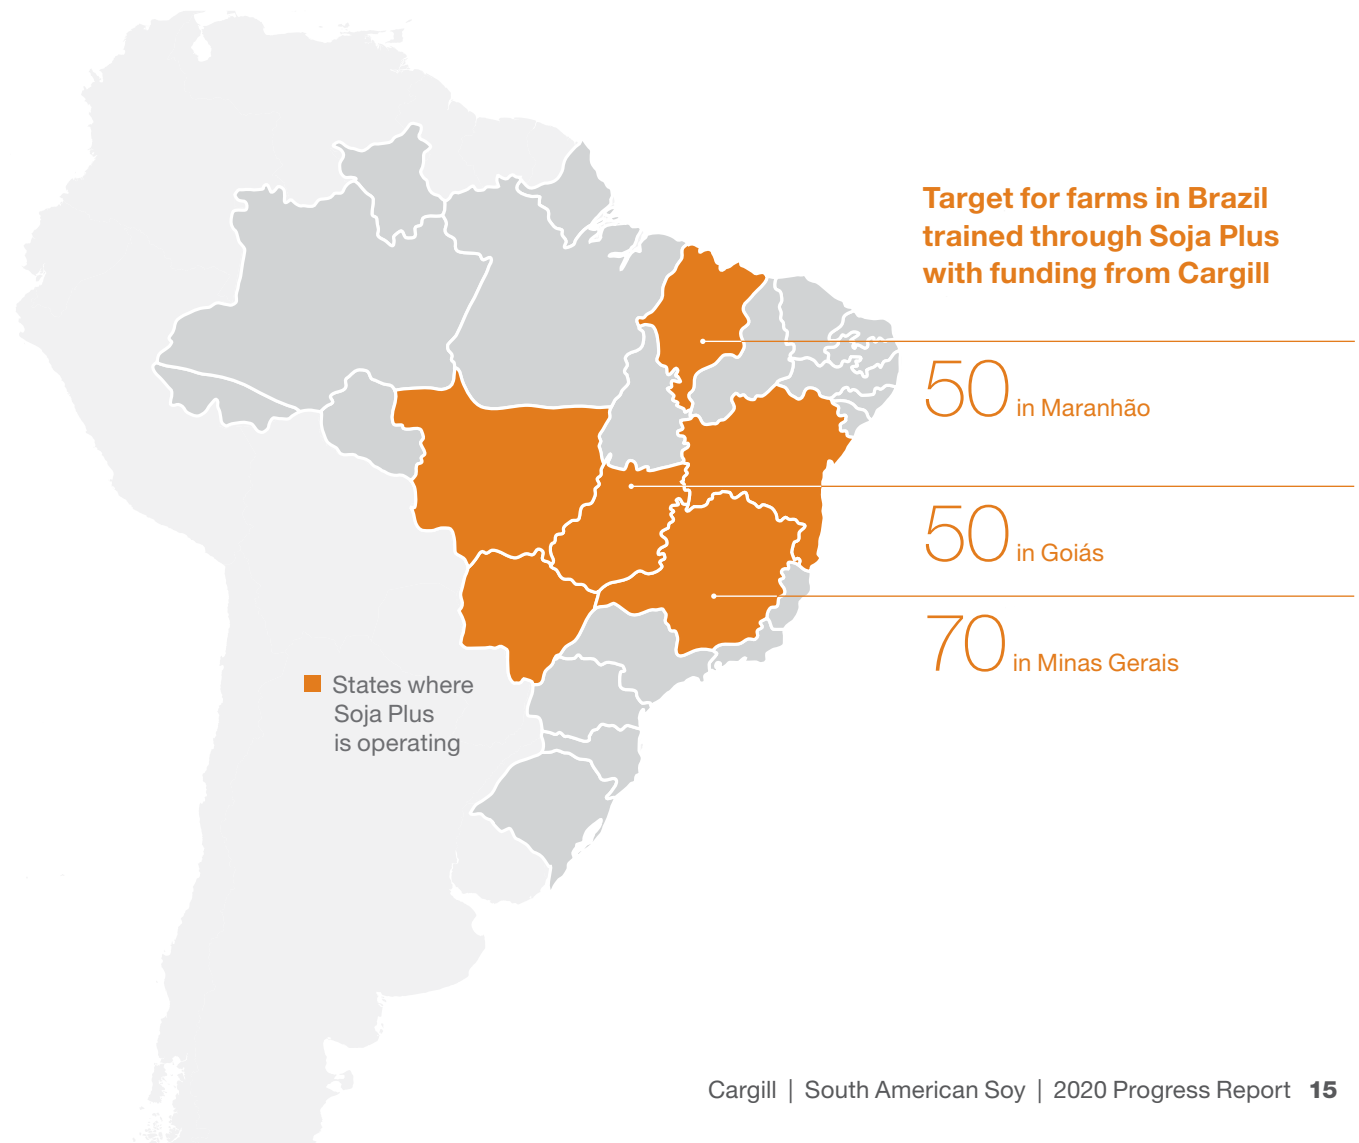 Target for farms in Brazil
trained through Soja Plus
with funding from Cargill
50 in Maranhão
50 in Goiás
70 in Minas Gerais
States where
Soja Plus
is operating
Cargill | South American Soy | 2020 Progress Report 15